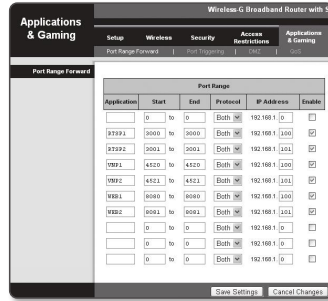 Wireless-G Broadband Router with S
Applications & Gaming
Setup Wireless Security Access Restrictions Applications & Gaming
Port Range Forward | Port Triggering | DMZ | QoS
Port Range Forward
Port Range
Application Start End Protocol IP Address Enable
0 to 0 Both 192.168.1. 0
RTSP1 3000 to 3000 Both 192.168.1. 100
RTSP2 3001 to 3001 Both 192.168.1. 101
VNP1 4520 to 4520 Both 192.168.1. 100
VNP2 4521 to 4521 Both 192.168.1. 101
WEB1 8080 to 8080 Both 192.168.1. 100
WEB2 8081 to 8081 Both 192.168.1. 101
0 to 0 Both 192.168.1. 0
0 to 0 Both 192.168.1. 0
0 to 0 Both 192.168.1. 0
Save Settings Cancel Changes